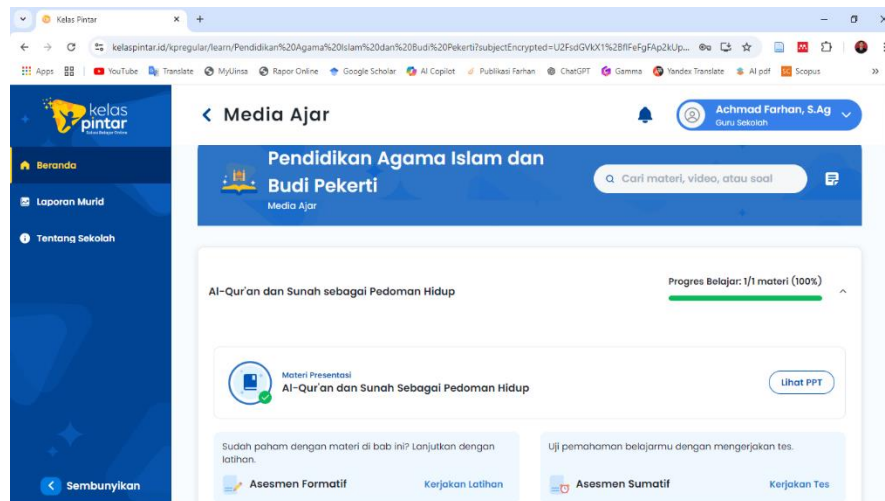 Kelas Pintar
kelaspintar.id/kpregular/learn/Pendidikan%20Agama%20Islam%20dan%20Budi%20Pekerti?subjectEncrypted=U2FsdGVkX1%2BflFeFgFAp2kUp...
Apps
YouTube
Translate
MyUinsa
Rapor Online
Google Scholar
AI Copilot
Publikasi Farhan
ChatGPT
Gamma
Yandex Translate
AI pdf
Scopus
kelas
pintar
Media Ajar
Achmad Farhan, S.Ag
Guru Sekolah
Beranda
Laporan Murid
Tentang Sekolah
Sembunyikan
Pendidikan Agama Islam dan
Budi Pekerti
Media Ajar
Cari materi, video, atau soal
Al-Qur'an dan Sunah sebagai Pedoman Hidup
Progres Belajar: 1/1 materi (100%)
Materi Presentasi
Al-Qur'an dan Sunah Sebagai Pedoman Hidup
Lihat PPT
Sudah paham dengan materi di bab ini? Lanjutkan dengan
latihan.
Asesmen Formatif
Kerjakan Latihan
Uji pemahaman belajarmu dengan mengerjakan tes.
Asesmen Sumatif
Kerjakan Tes